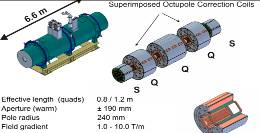 Superimposed Octupole Correction Coils
6.6 m
S
Q
Q
Q
S
Effective length (quads) 0.8 / 1.2 m
Aperture (warm) ± 190 mm
Pole radius 240 mm
Field gradient 1.0 - 10.0 T/m